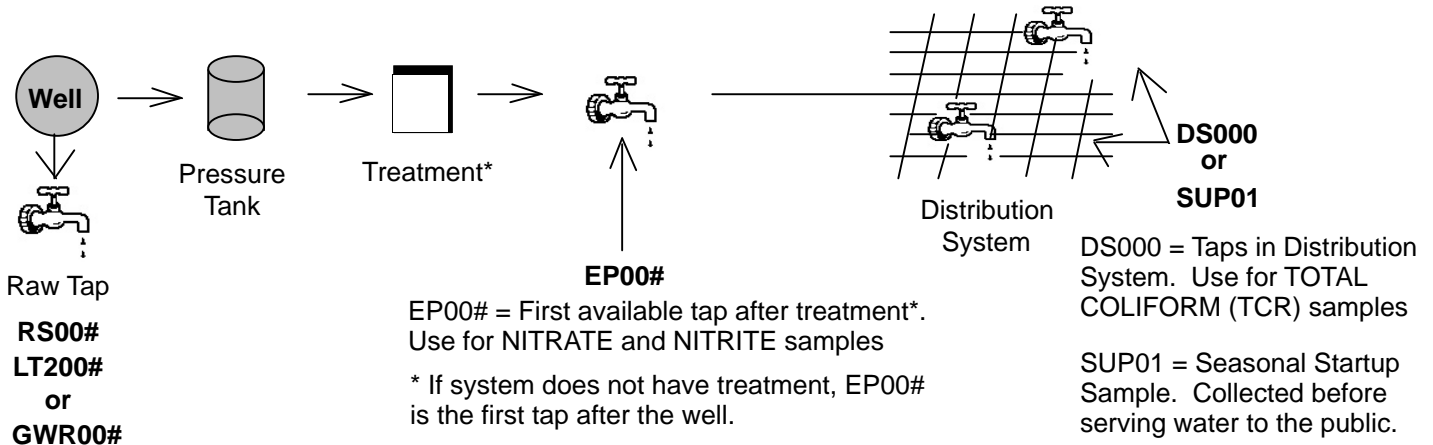 Well
Pressure
Tank
Treatment*
Raw Tap
RS00#
LT200#
or
GWR00#
EP00#
EP00# = First available tap after treatment*.
Use for NITRATE and NITRITE samples
* If system does not have treatment, EP00#
is the first tap after the well.
Distribution
System
DS000
or
SUP01
DS000 = Taps in Distribution
System. Use for TOTAL
COLIFORM (TCR) samples
SUP01 = Seasonal Startup
Sample. Collected before
serving water to the public.